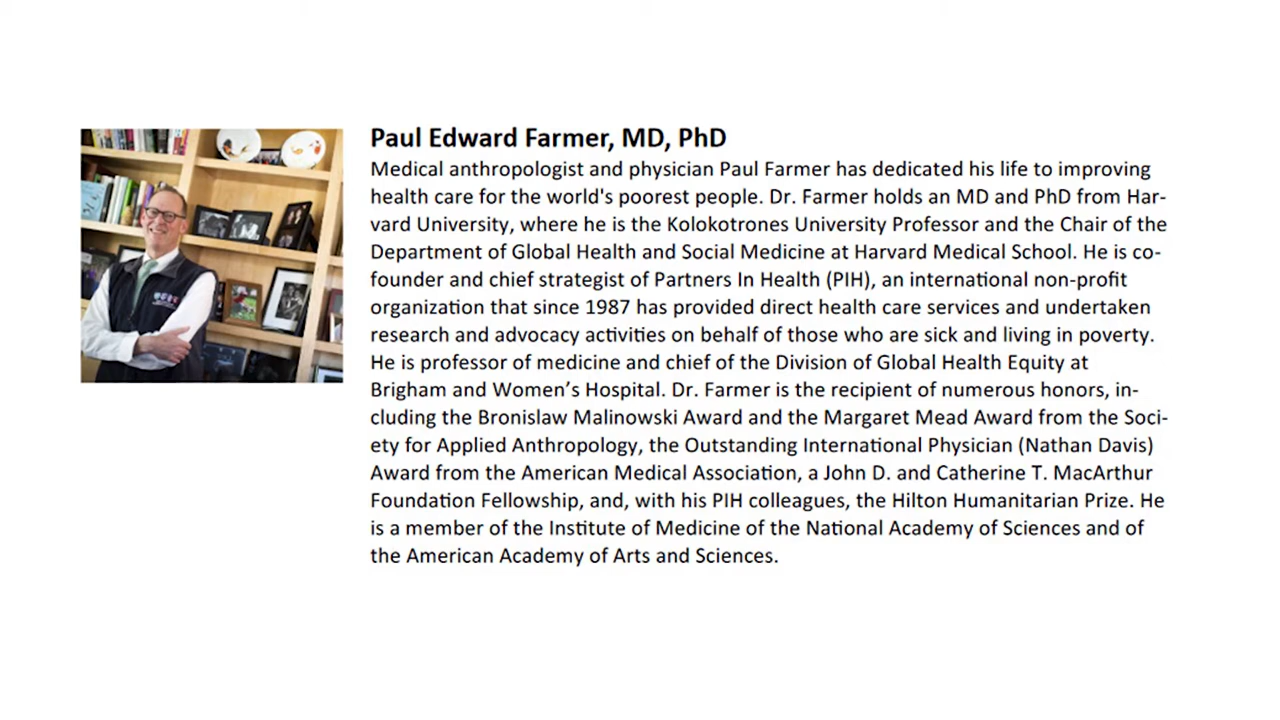 Paul Edward Farmer, MD, PhD
Medical anthropologist and physician Paul Farmer has dedicated his life to improving
health care for the world's poorest people. Dr. Farmer holds an MD and PhD from Har-
vard University, where he is the Kolokotrones University Professor and the Chair of the
Department of Global Health and Social Medicine at Harvard Medical School. He is co-
founder and chief strategist of Partners In Health (PIH), an international non-profit
organization that since 1987 has provided direct health care services and undertaken
research and advocacy activities on behalf of those who are sick and living in poverty.
He is professor of medicine and chief of the Division of Global Health Equity at
Brigham and Women’s Hospital. Dr. Farmer is the recipient of numerous honors, in-
cluding the Bronislaw Malinowski Award and the Margaret Mead Award from the Soci-
ety for Applied Anthropology, the Outstanding International Physician (Nathan Davis)
Award from the American Medical Association, a John D. and Catherine T. MacArthur
Foundation Fellowship, and, with his PIH colleagues, the Hilton Humanitarian Prize. He
is a member of the Institute of Medicine of the National Academy of Sciences and of
the American Academy of Arts and Sciences.